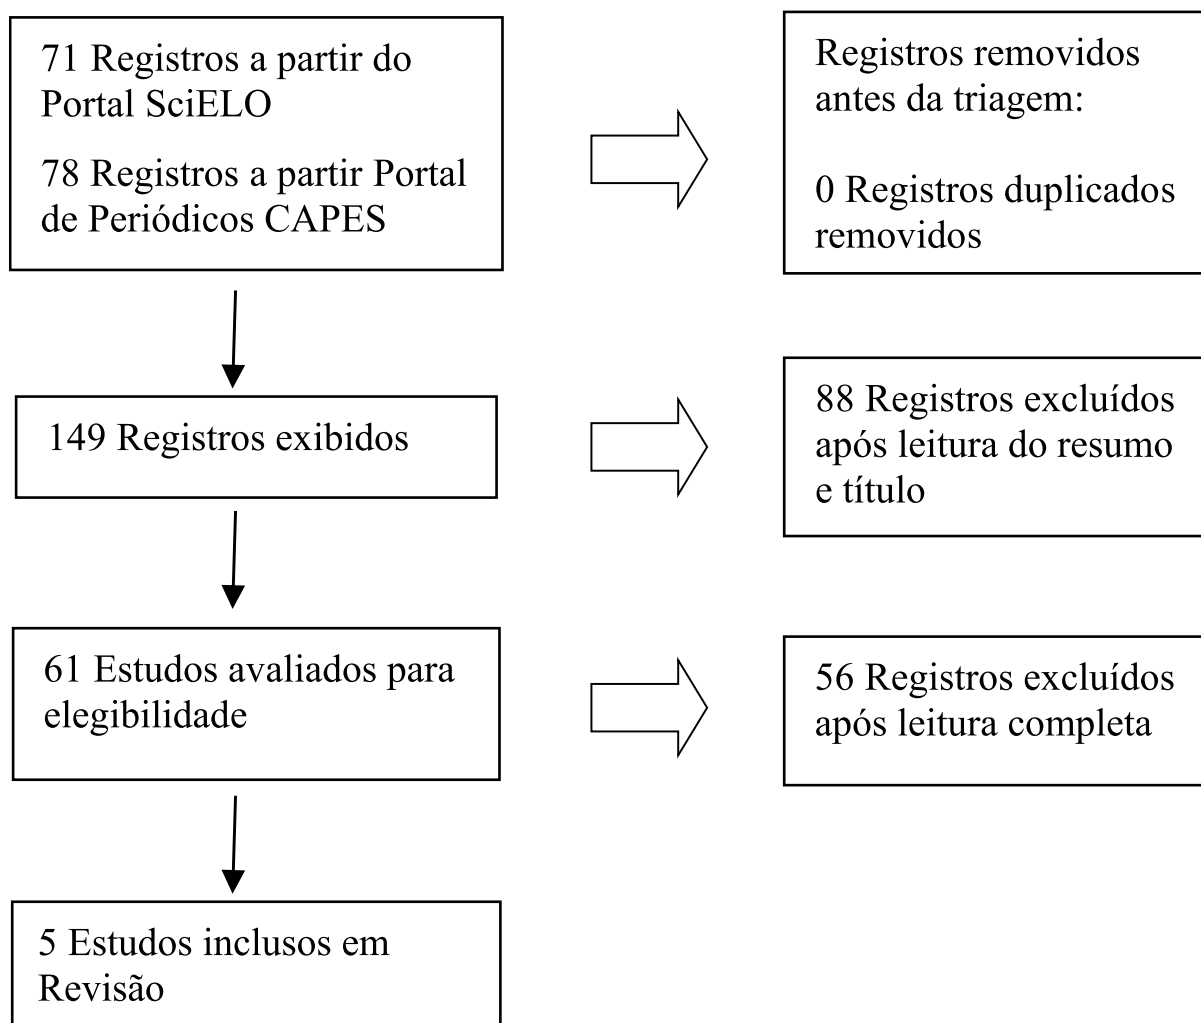 71 Registros a partir do
Portal SciELO
78 Registros a partir Portal
de Periódicos CAPES
Registros removidos
antes da triagem:
0 Registros duplicados
removidos
149 Registros exibidos
88 Registros excluídos
após leitura do resumo
e título
61 Estudos avaliados para
elegibilidade
56 Registros excluídos
após leitura completa
5 Estudos inclusos em
Revisão